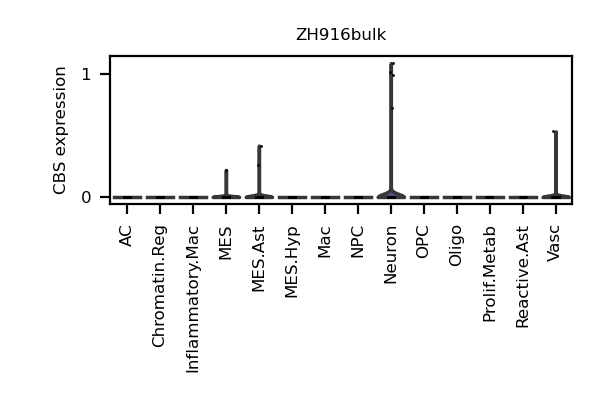 ZH916bulk
CBS expression
1
0
AC
Chromatin.Reg
Inflammatory.Mac
MES
MES.Ast
MES.Hyp
Mac
NPC
Neuron
OPC
Oligo
Prolif.Metab
Reactive.Ast
Vasc